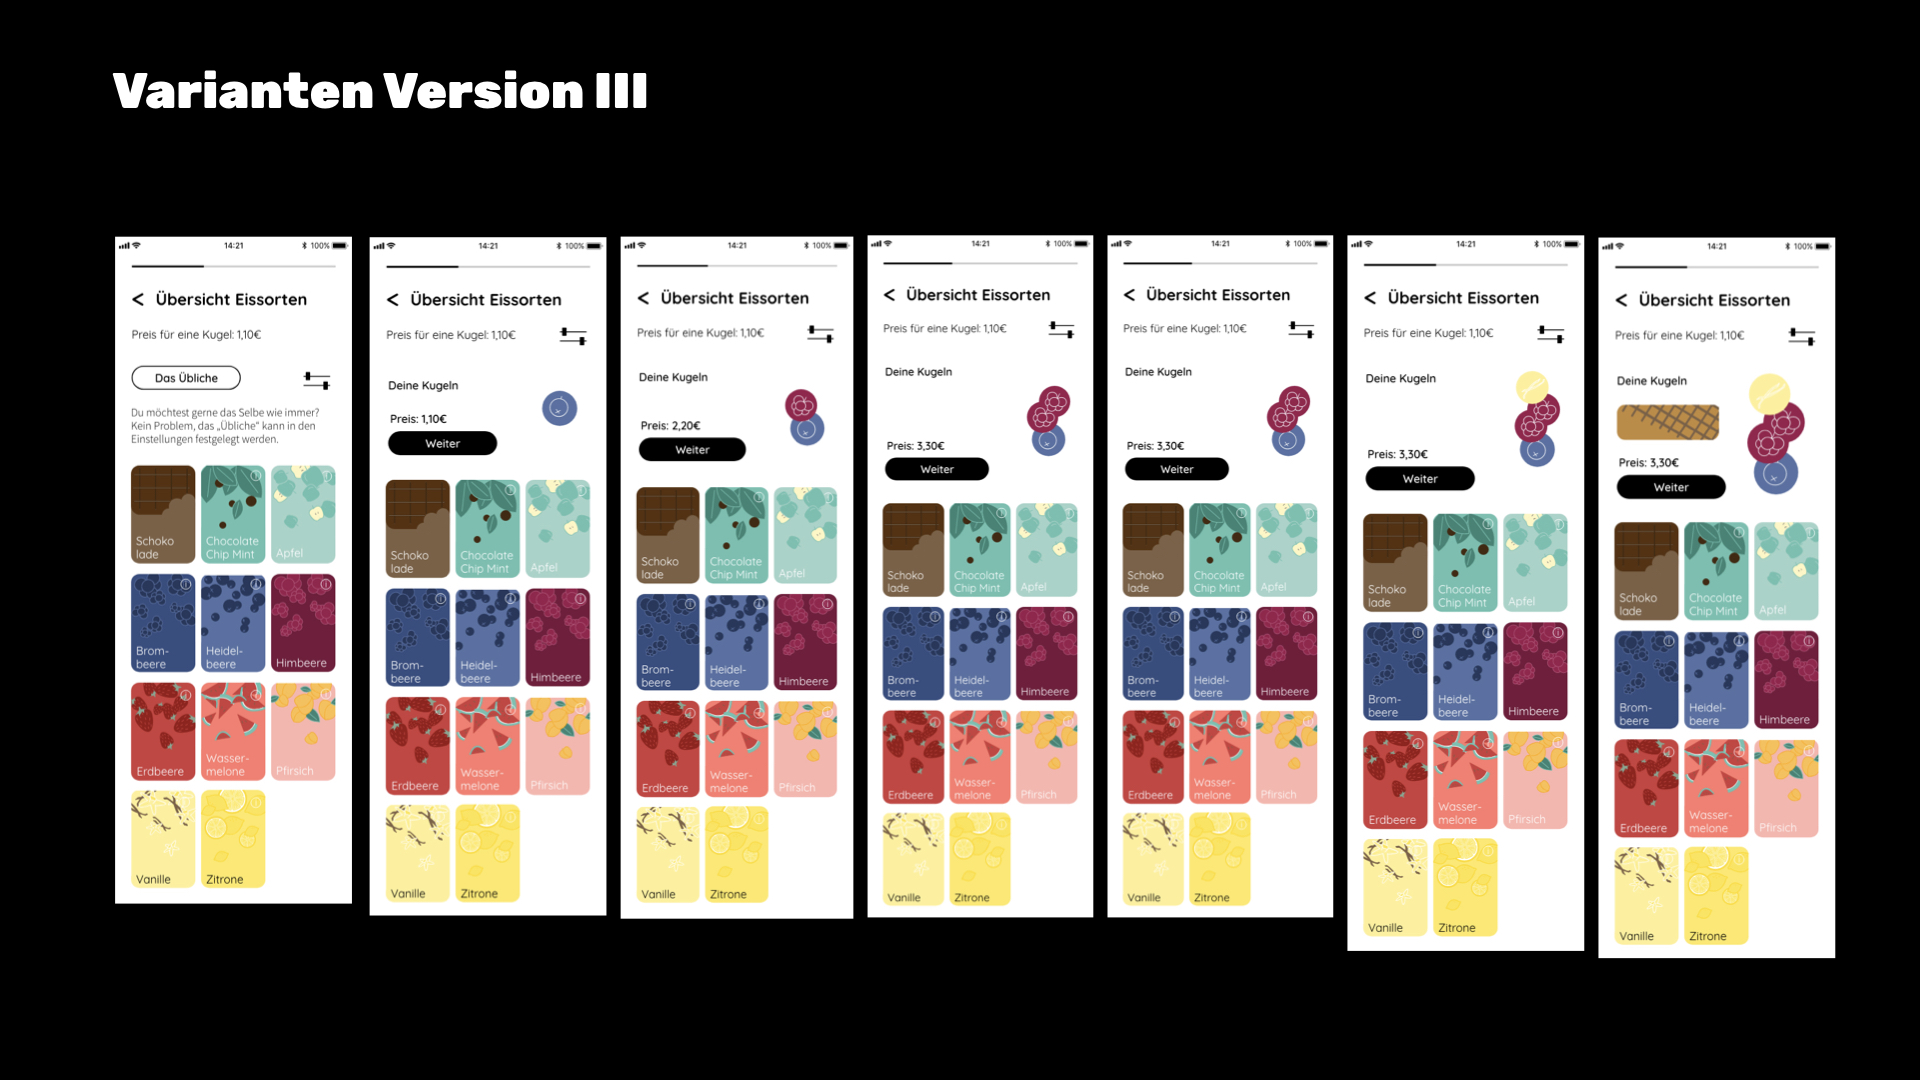 Varianten Version III
14:21
100%
< Übersicht Eissorten
Preis für eine Kugel: 1,10€
Das Übliche
Du möchtest gerne das Selbe wie immer?
Kein Problem, das „Übliche" kann in den
Einstellungen festgelegt werden.
Schoko
lade
Chocolate
Chip Mint
Apfel
Brom-
beere
Heidel-
beere
Himbeere
Erdbeere
Wasser-
melone
Pfirsich
Vanille
Zitrone
14:21
100%
< Übersicht Eissorten
Preis für eine Kugel: 1,10€
Deine Kugeln
Preis: 1,10€
Weiter
Schoko
lade
Chocolate
Chip Mint
Apfel
Brom-
beere
Heidel-
beere
Himbeere
Erdbeere
Wasser-
melone
Pfirsich
Vanille
Zitrone
14:21
100%
< Übersicht Eissorten
Preis für eine Kugel: 1,10€
Deine Kugeln
Preis: 2,20€
Weiter
Schoko
lade
Chocolate
Chip Mint
Apfel
Brom-
beere
Heidel-
beere
Himbeere
Erdbeere
Wasser-
melone
Pfirsich
Vanille
Zitrone
14:21
100%
< Übersicht Eissorten
Preis für eine Kugel: 1,10€
Deine Kugeln
Preis: 3,30€
Weiter
Schoko
lade
Chocolate
Chip Mint
Apfel
Brom-
beere
Heidel-
beere
Himbeere
Erdbeere
Wasser-
melone
Pfirsich
Vanille
Zitrone
14:21
100%
< Übersicht Eissorten
Preis für eine Kugel: 1,10€
Deine Kugeln
Preis: 3,30€
Weiter
Schoko
lade
Chocolate
Chip Mint
Apfel
Brom-
beere
Heidel-
beere
Himbeere
Erdbeere
Wasser-
melone
Pfirsich
Vanille
Zitrone
14:21
100%
< Übersicht Eissorten
Preis für eine Kugel: 1,10€
Deine Kugeln
Preis: 3,30€
Weiter
Schoko
lade
Chocolate
Chip Mint
Apfel
Brom-
beere
Heidel-
beere
Himbeere
Erdbeere
Wasser-
melone
Pfirsich
Vanille
Zitrone
14:21
100%
< Übersicht Eissorten
Preis für eine Kugel: 1,10€
Deine Kugeln
Preis: 3,30€
Weiter
Schoko
lade
Chocolate
Chip Mint
Apfel
Brom-
beere
Heidel-
beere
Himbeere
Erdbeere
Wasser-
melone
Pfirsich
Vanille
Zitrone